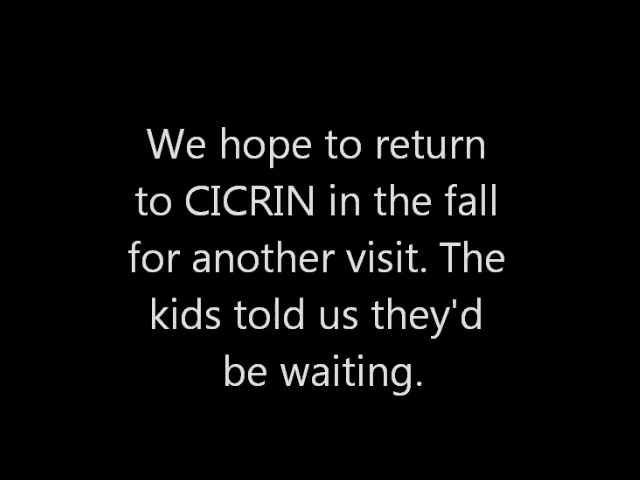 We hope to return
to CICRIN in the fall
for another visit. The
kids told us they'd
be waiting.